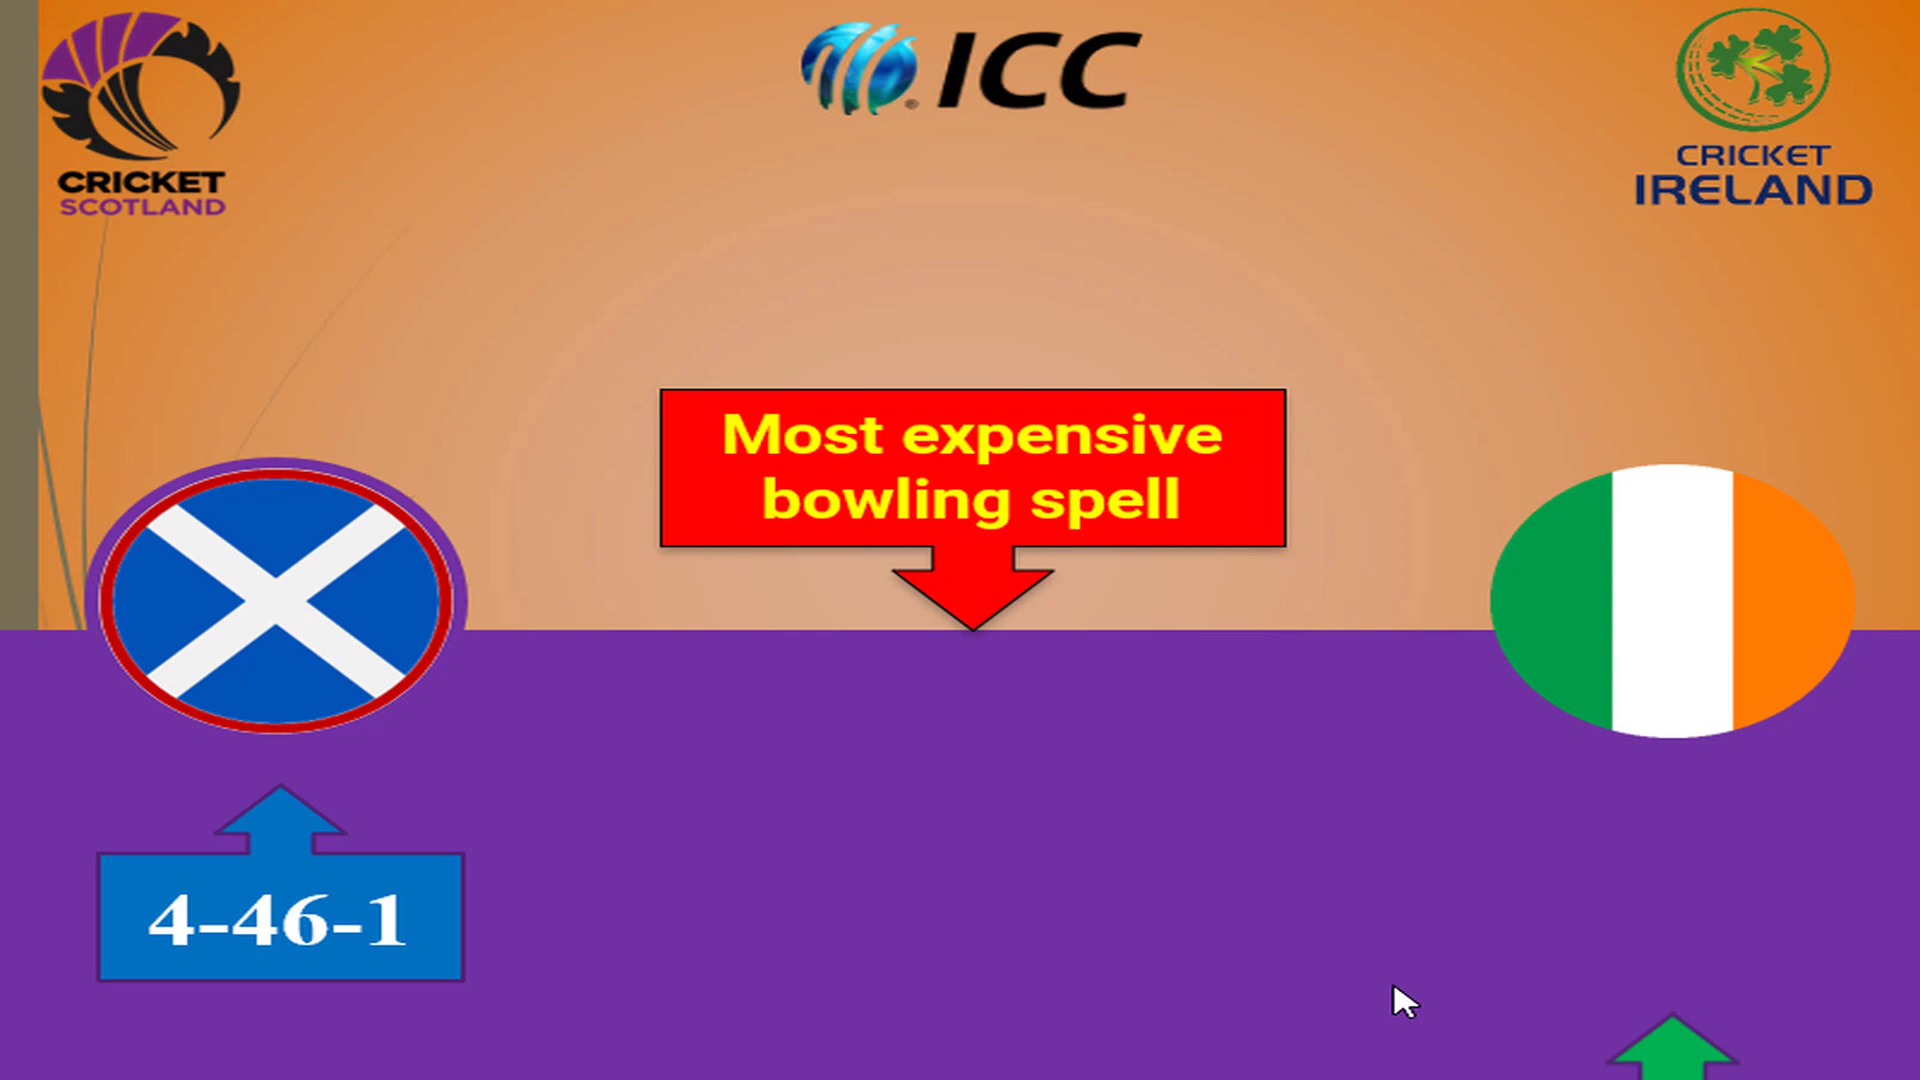 CRICKET
SCOTLAND
ICC
CRICKET
IRELAND
Most expensive
bowling spell
4-46-1